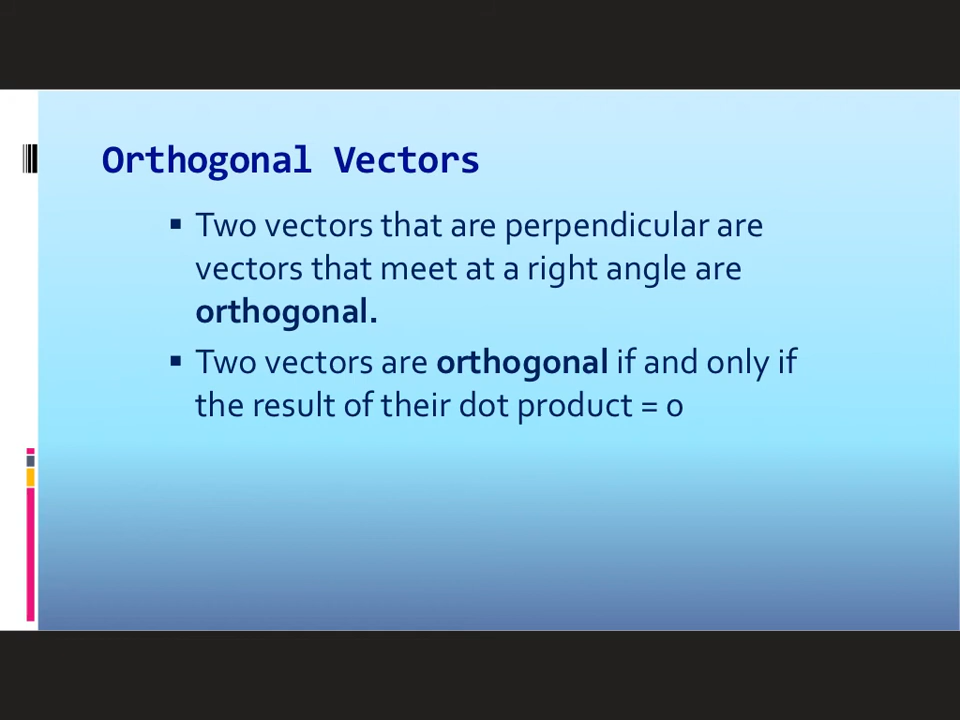 Orthogonal Vectors
▪ Two vectors that are perpendicular are
vectors that meet at a right angle are
orthogonal.
▪ Two vectors are orthogonal if and only if
the result of their dot product = 0